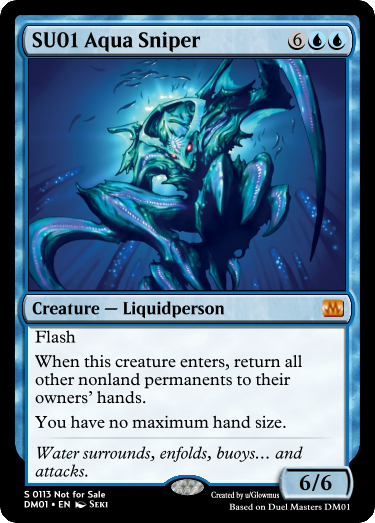 SU01 Aqua Sniper 6
Creature — Liquidperson
Flash
When this creature enters, return all
other nonland permanents to their
owners' hands.
You have no maximum hand size.
Water surrounds, enfolds, buoys… and
attacks.
6/6
S 0113 Not for Sale
DM01 • EN SEKI
Created by u/Glowmus
Based on Duel Masters DM01